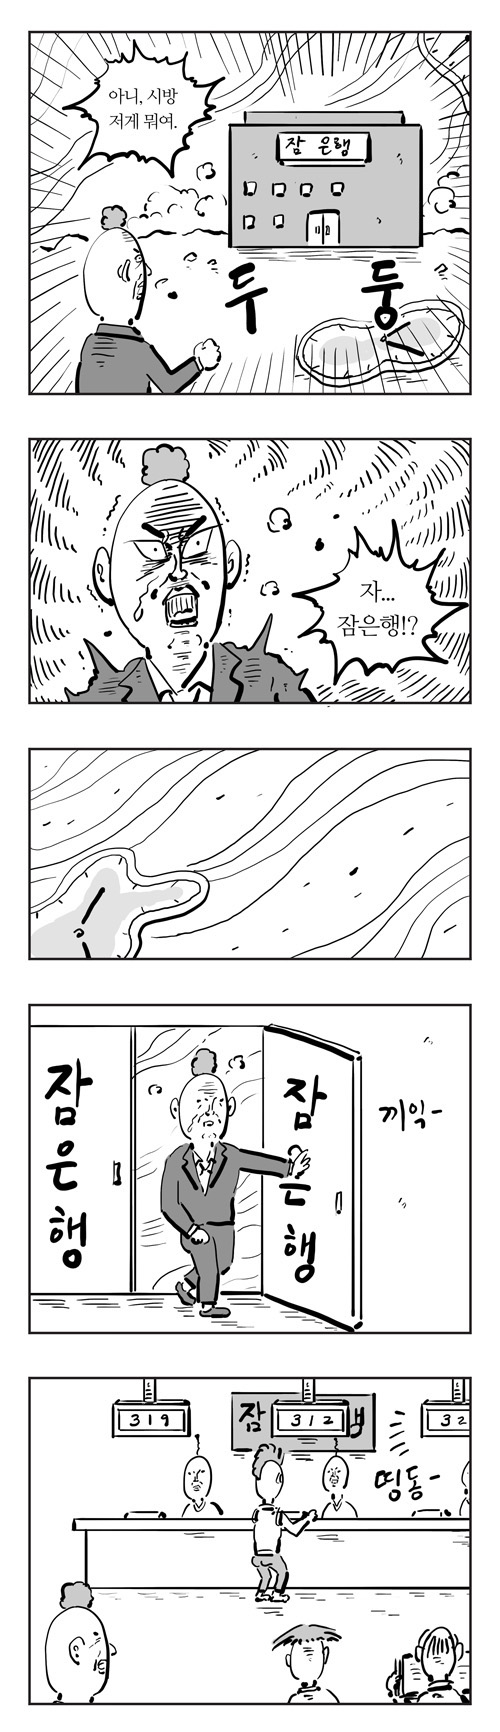 아니, 시방
저게 뭐여.
잠 은행
두 둥
자...
잠은행!?
잠은행
잠은행
끼익-
319
잠
312
32
띵동-